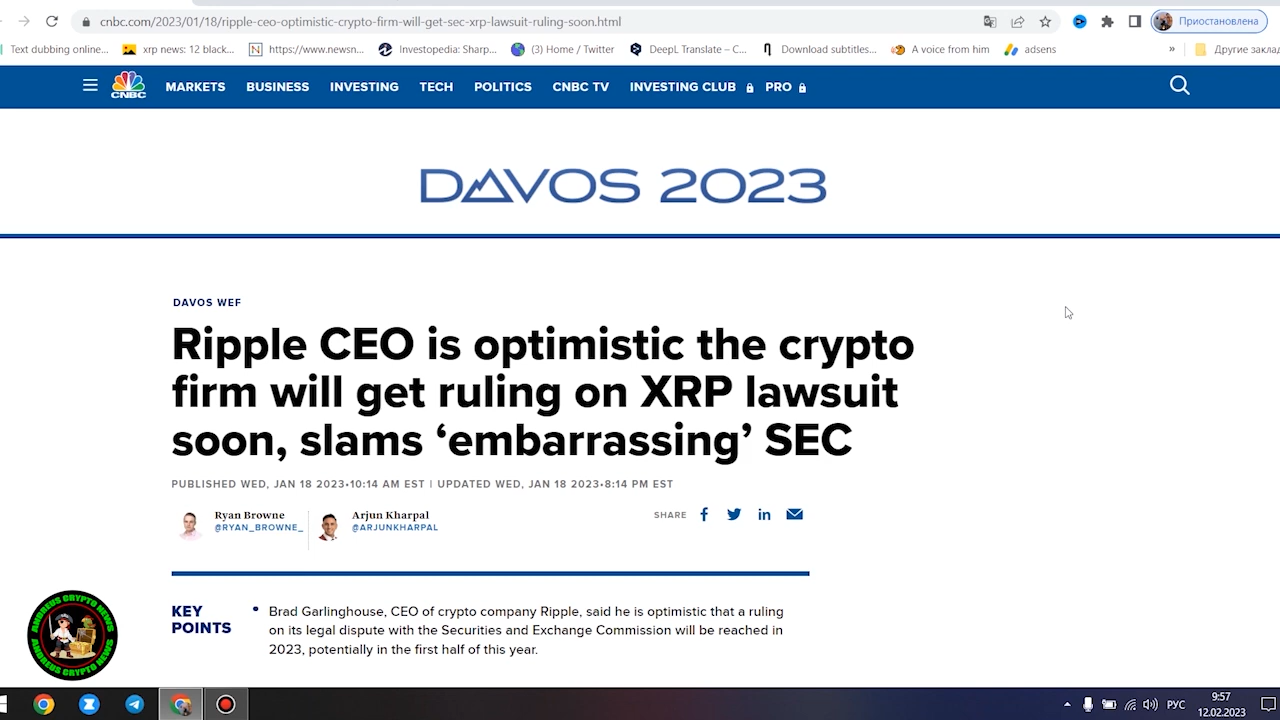 cnbc.com/2023/01/18/ripple-ceo-optimistic-crypto-firm-will-get-sec-xrp-lawsuit-ruling-soon.html
Приостановлена
Text dubbing online...
xrp news: 12 black...
https://www.newsn...
Investopedia: Sharp...
(3) Home / Twitter
DeepL Translate – C...
Download subtitles...
A voice from him
adsens
»
Другие заклад
CNBC
MARKETS
BUSINESS
INVESTING
TECH
POLITICS
CNBC TV
INVESTING CLUB
PRO
DAVOS 2023
DAVOS WEF
Ripple CEO is optimistic the crypto
firm will get ruling on XRP lawsuit
soon, slams ‘embarrassing’ SEC
PUBLISHED WED, JAN 18 2023•10:14 AM EST | UPDATED WED, JAN 18 2023•8:14 PM EST
Ryan Browne
@RYAN_BROWNE_
Arjun Kharpal
@ARJUNKHARPAL
SHARE
KEY
POINTS
• Brad Garlinghouse, CEO of crypto company Ripple, said he is optimistic that a ruling
on its legal dispute with the Securities and Exchange Commission will be reached in
2023, potentially in the first half of this year.
ANDREUS CRYPTO NEWS
ANDREUS CRYPTO NEWS
РУС
9:57
12.02.2023